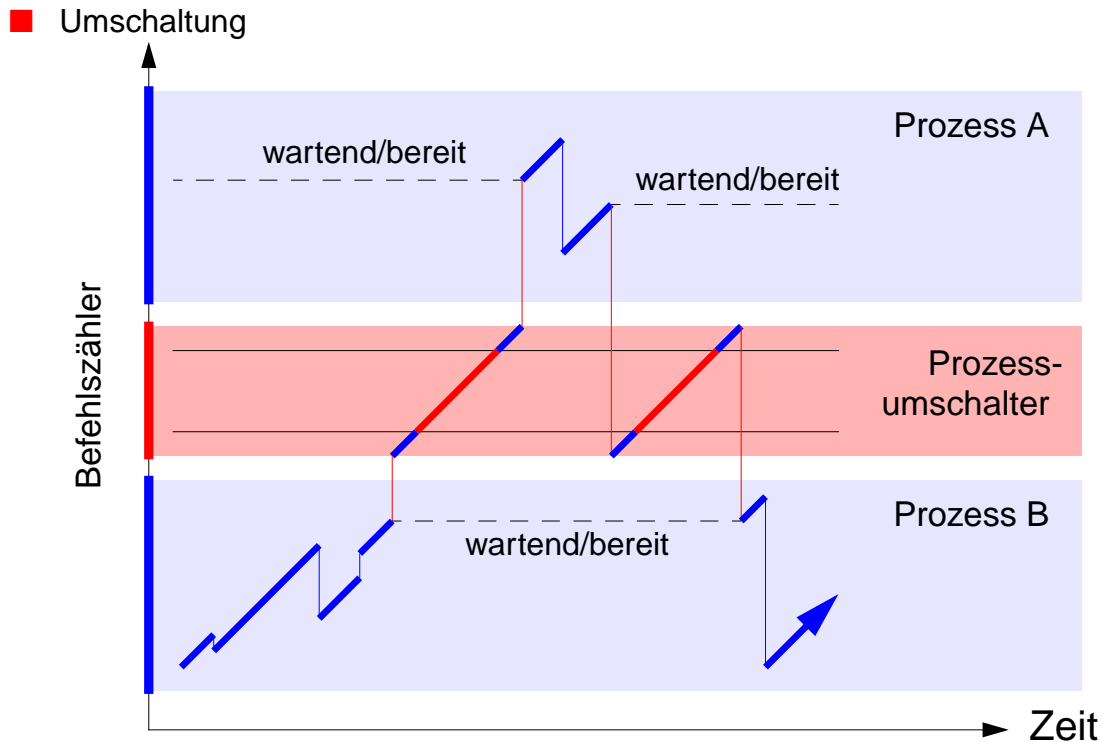 Umschaltung
Prozess A
wartend/bereit
wartend/bereit
Befehlszähler
Prozess-
umschalter
Prozess B
wartend/bereit
Zeit